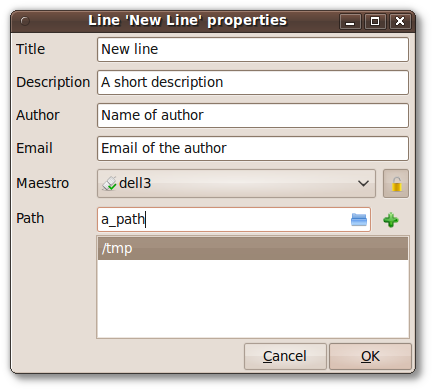 Line 'New Line' properties
Title New line
Description A short description
Author Name of author
Email Email of the author
Maestro dell3
Path a_path
/tmp
Cancel OK